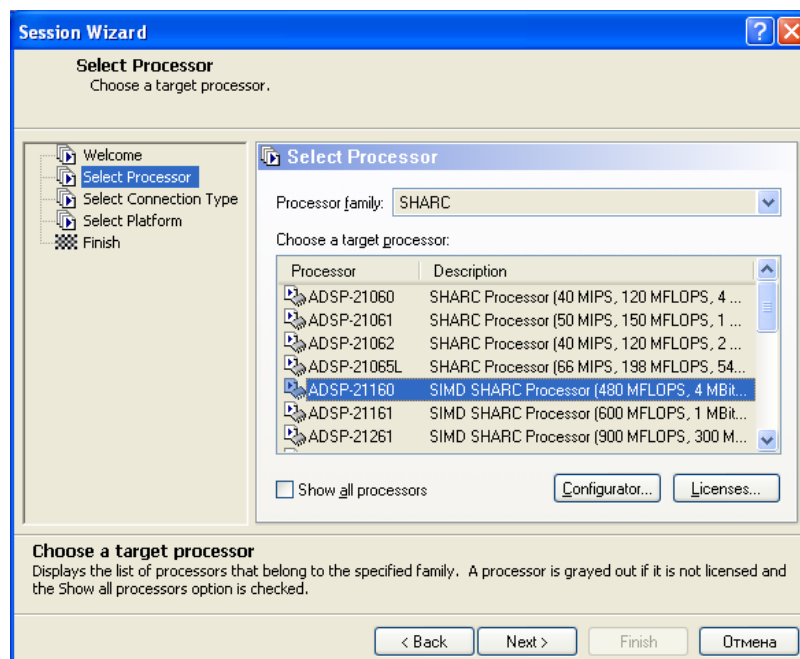 Session Wizard
Select Processor
Choose a target processor.
Welcome
Select Processor
Select Connection Type
Select Platform
Finish
Select Processor
Processor family: SHARC
Choose a target processor:
Processor Description
ADSP-21060 SHARC Processor (40 MIPS, 120 MFLOPS, 4 ...
ADSP-21061 SHARC Processor (50 MIPS, 150 MFLOPS, 1 ...
ADSP-21062 SHARC Processor (40 MIPS, 120 MFLOPS, 2 ...
ADSP-21065L SHARC Processor (66 MIPS, 198 MFLOPS, 54...
ADSP-21160 SIMD SHARC Processor (480 MFLOPS, 4 MBit...
ADSP-21161 SIMD SHARC Processor (600 MFLOPS, 1 MBit...
ADSP-21261 SIMD SHARC Processor (900 MFLOPS, 300 M...
Show all processors
Configurator...
Licenses...
Choose a target processor
Displays the list of processors that belong to the specified family. A processor is grayed out if it is not licensed and
the Show all processors option is checked.
< Back
Next >
Finish
Отмена